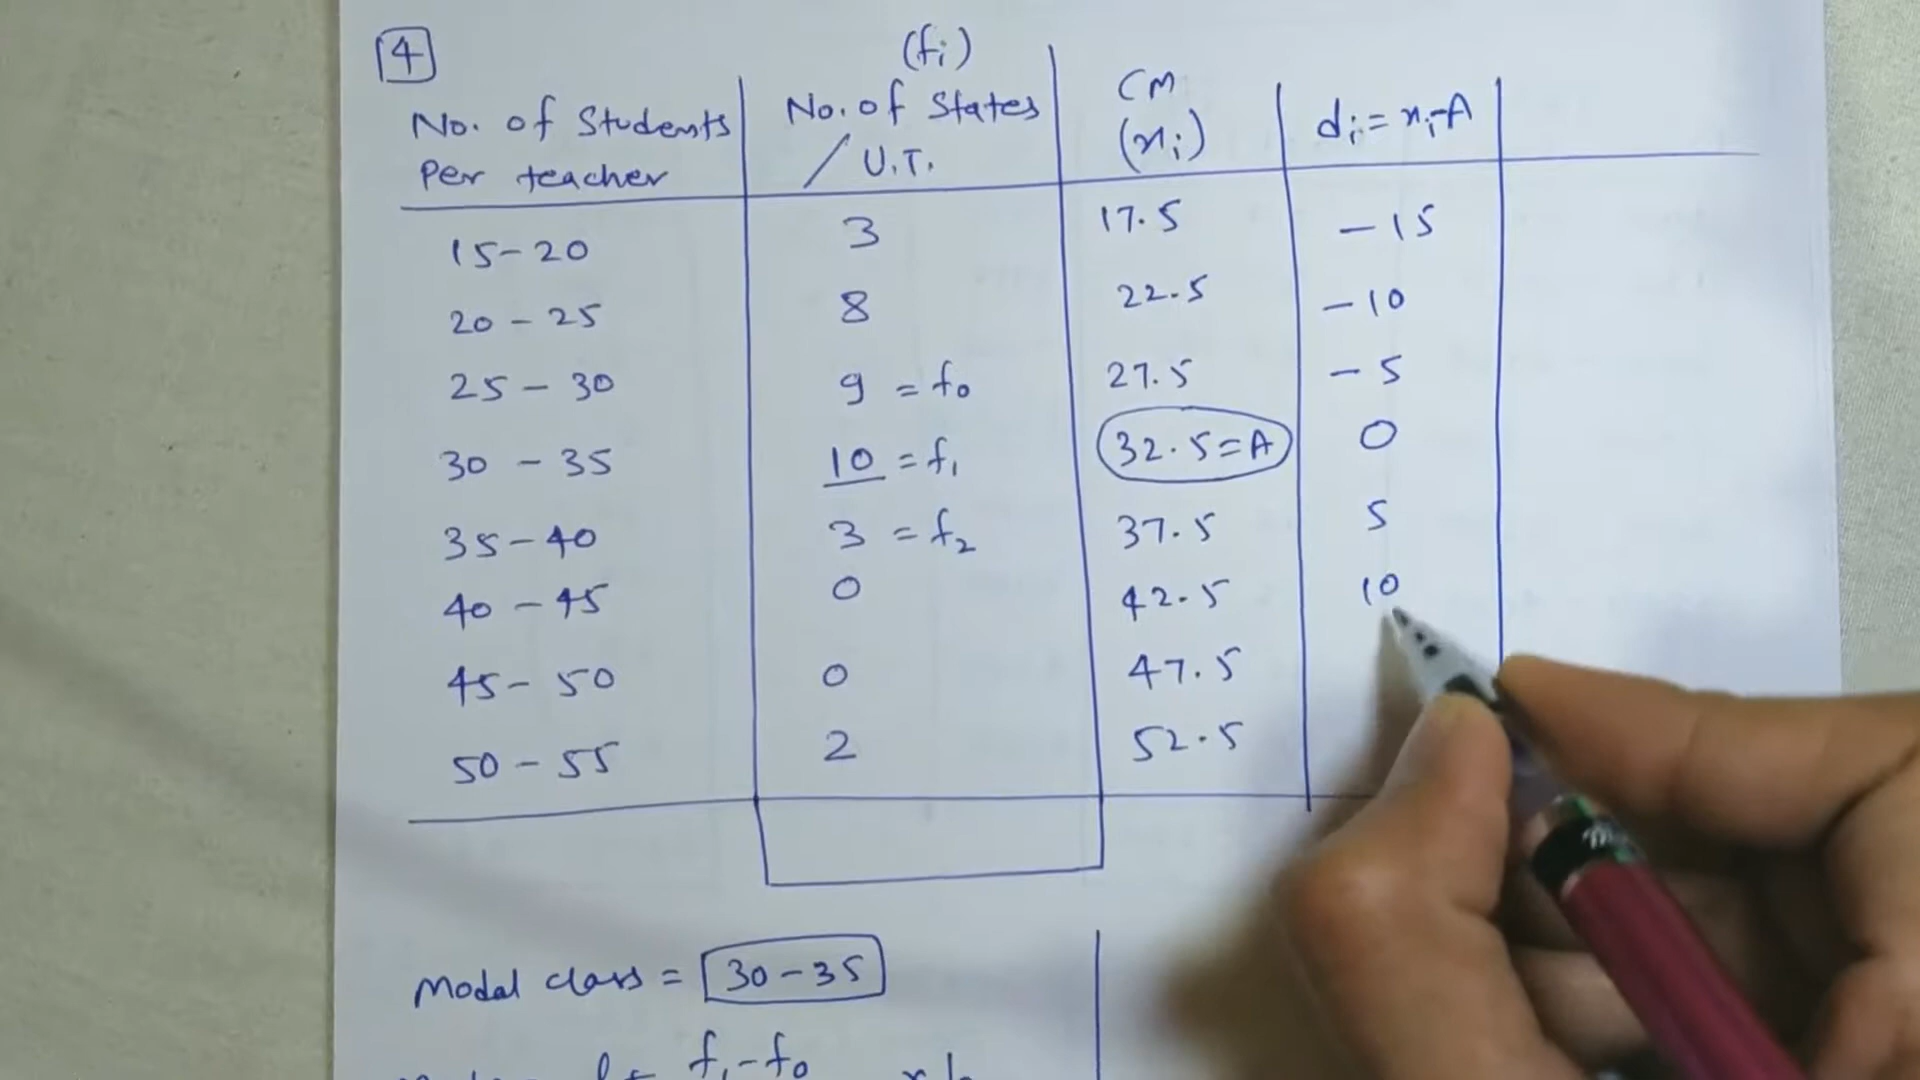 4
(fi)
No. of Students Per teacher | No. of States / U.T. | CM (xi) | di = xi-A
15-20 | 3 | 17.5 | -15
20-25 | 8 | 22.5 | -10
25-30 | 9 = f0 | 27.5 | -5
30-35 | 10 = f1 | 32.5=A | 0
35-40 | 3 = f2 | 37.5 | 5
40-45 | 0 | 42.5 | 10
45-50 | 0 | 47.5
50-55 | 2 | 52.5
Modal class = 30-35
f1-f0